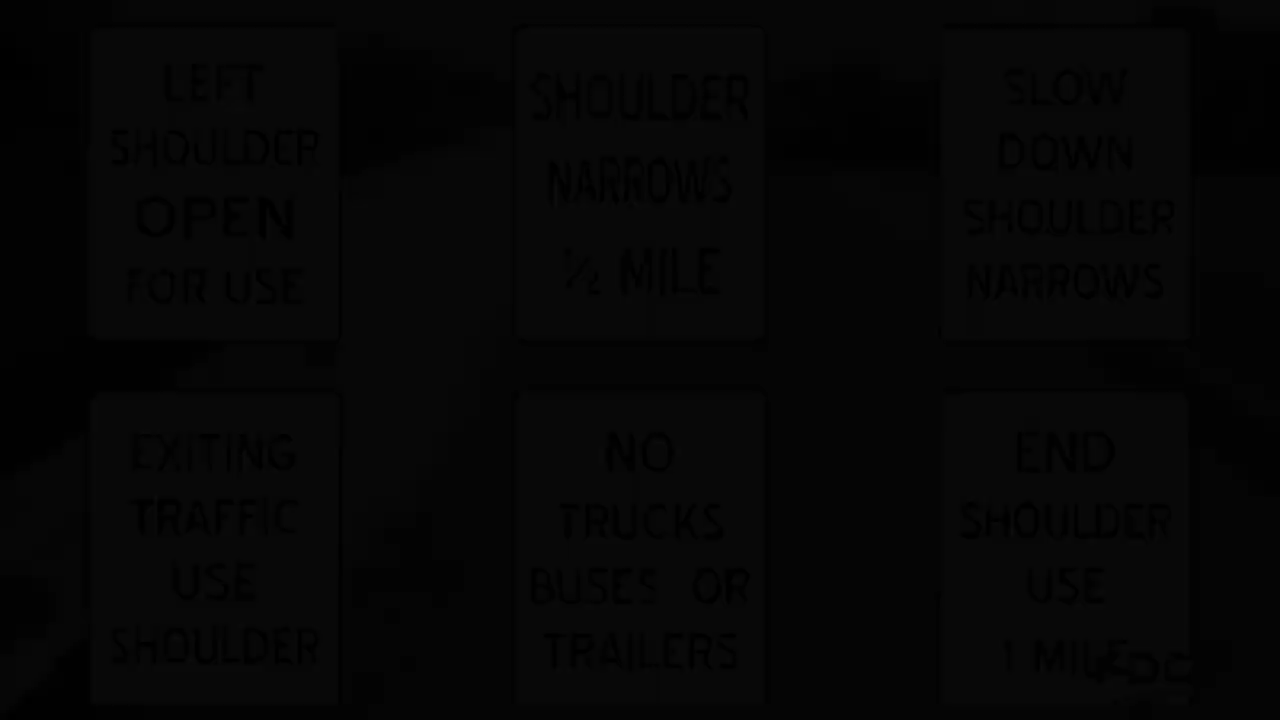 LEFT
SHOULDER
OPEN
FOR USE
SHOULDER
NARROWS
½ MILE
SLOW
DOWN
SHOULDER
NARROWS
EXITING
TRAFFIC
USE
SHOULDER
NO
TRUCKS
BUSES OR
TRAILERS
END
SHOULDER
USE
1 MILE